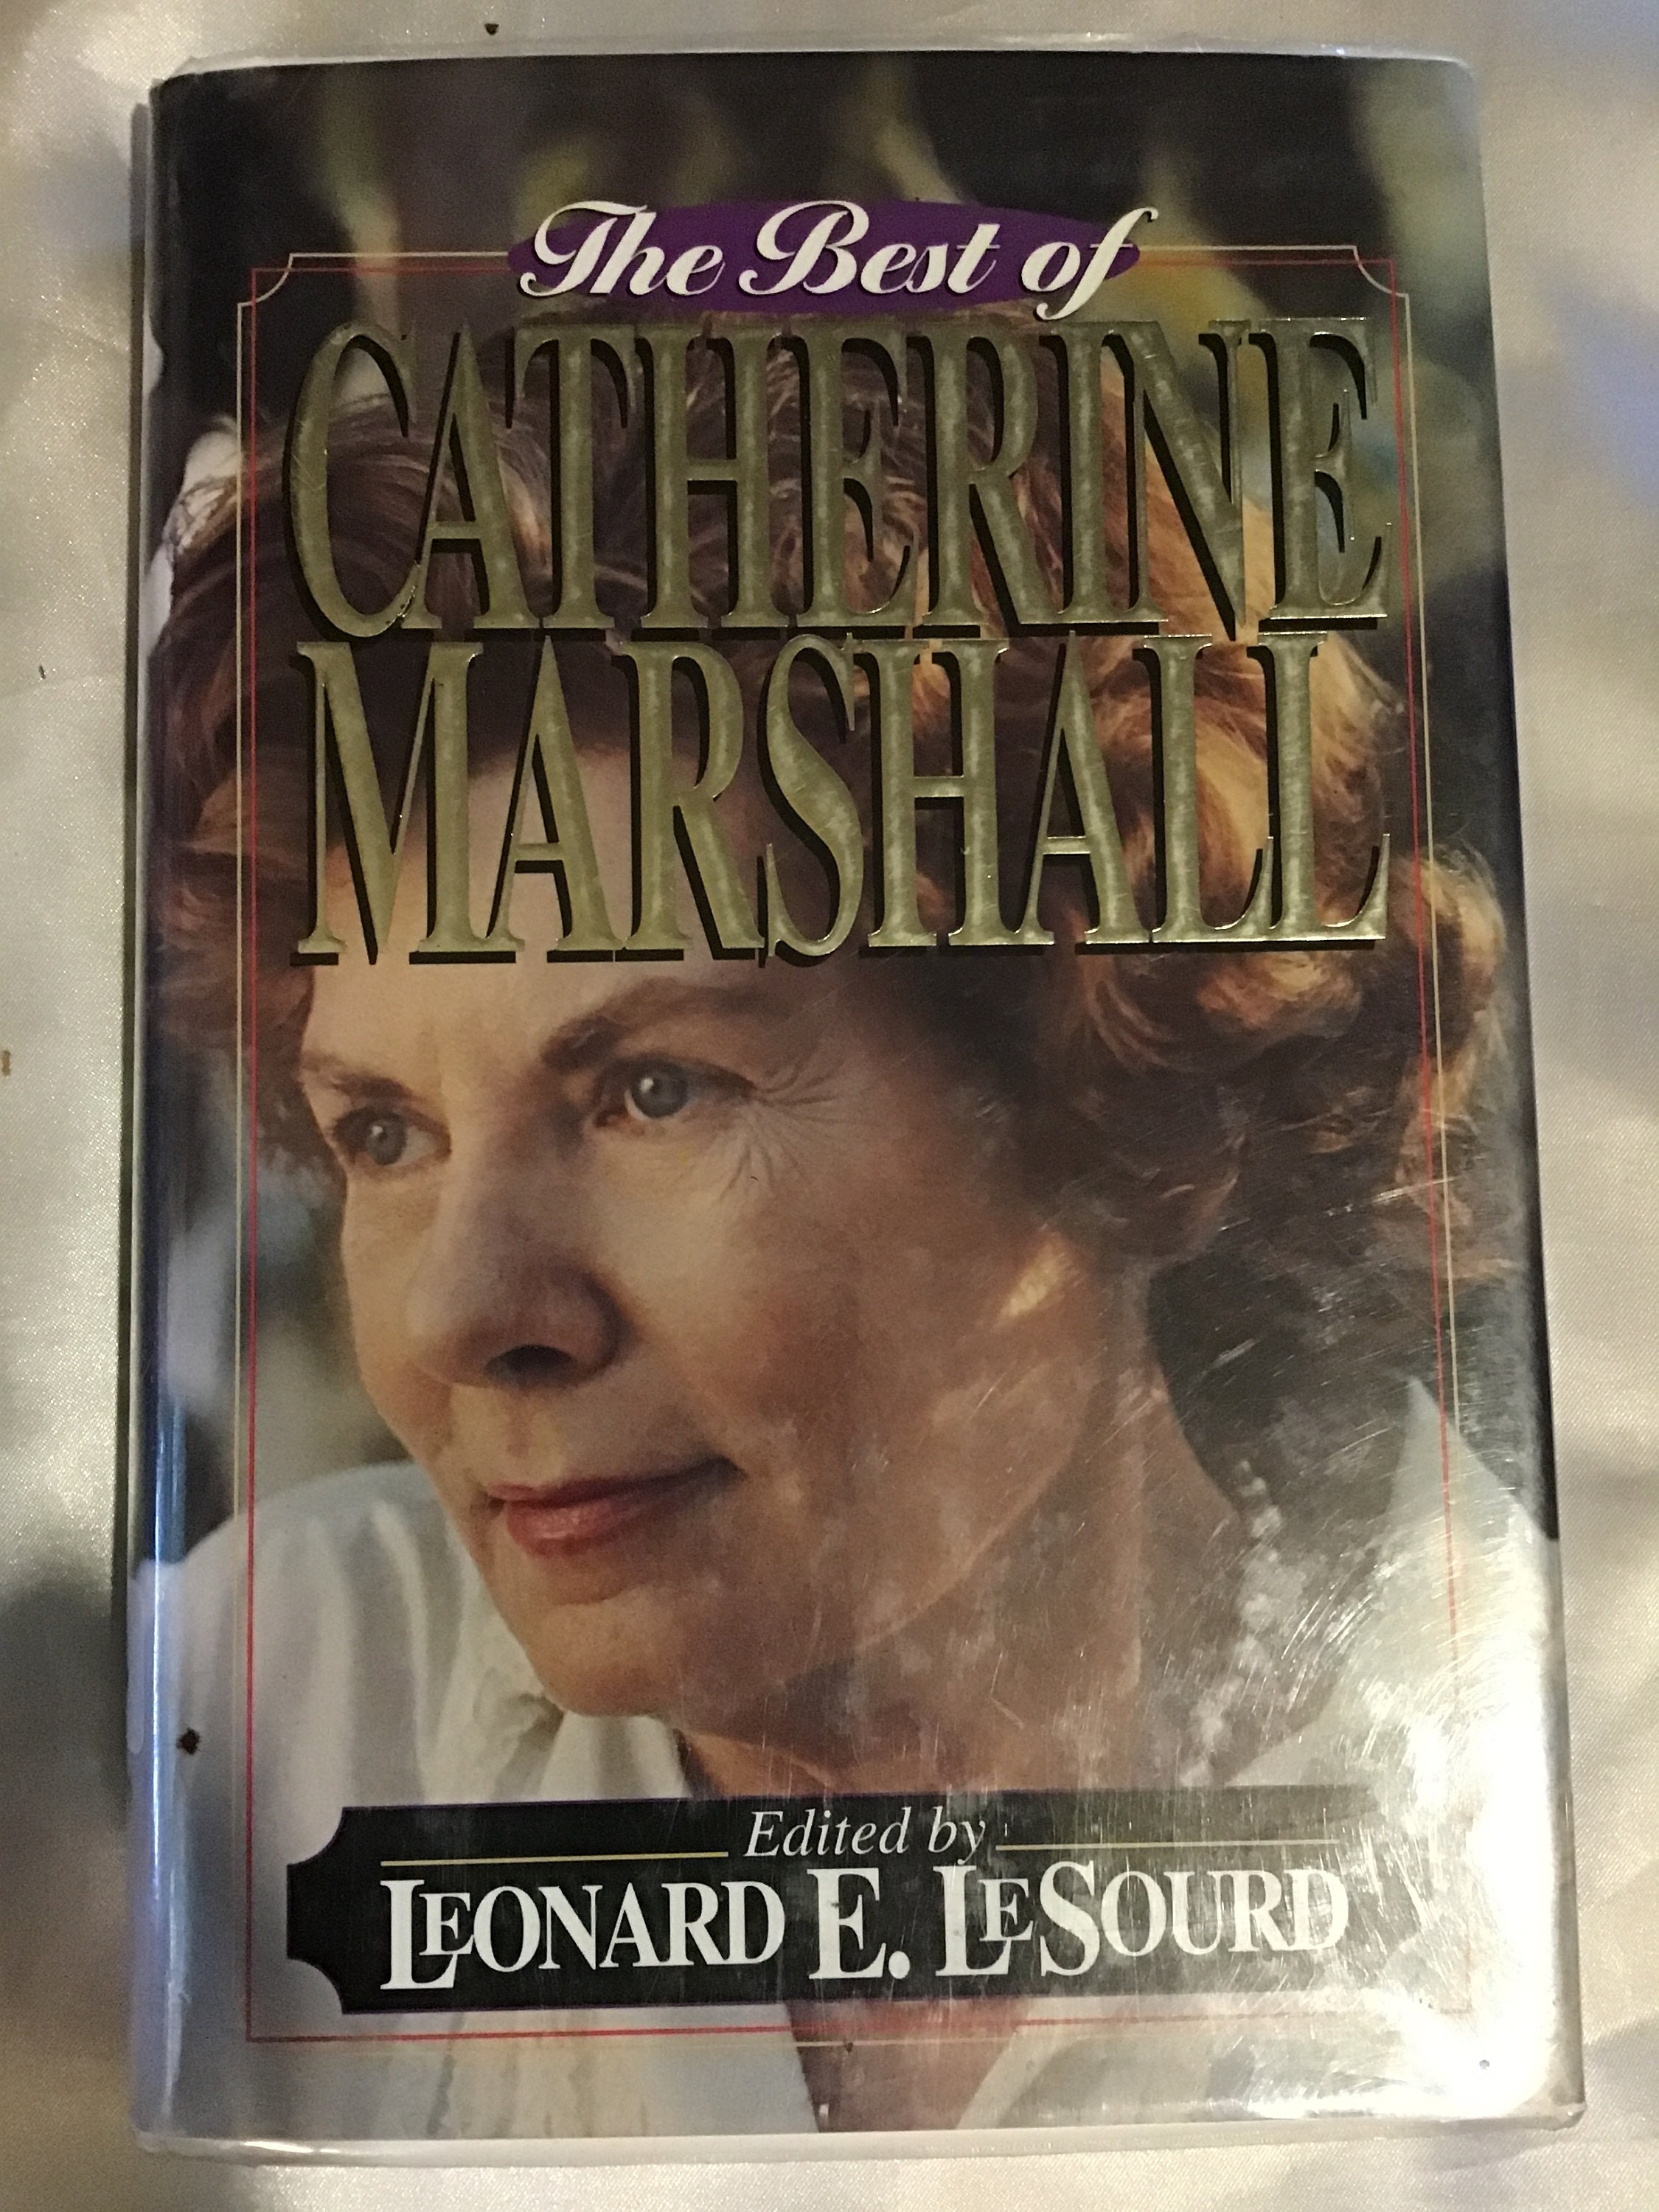 The Best of
CATHERINE
MARSHALL
Edited by
LEONARD E. LESOURD